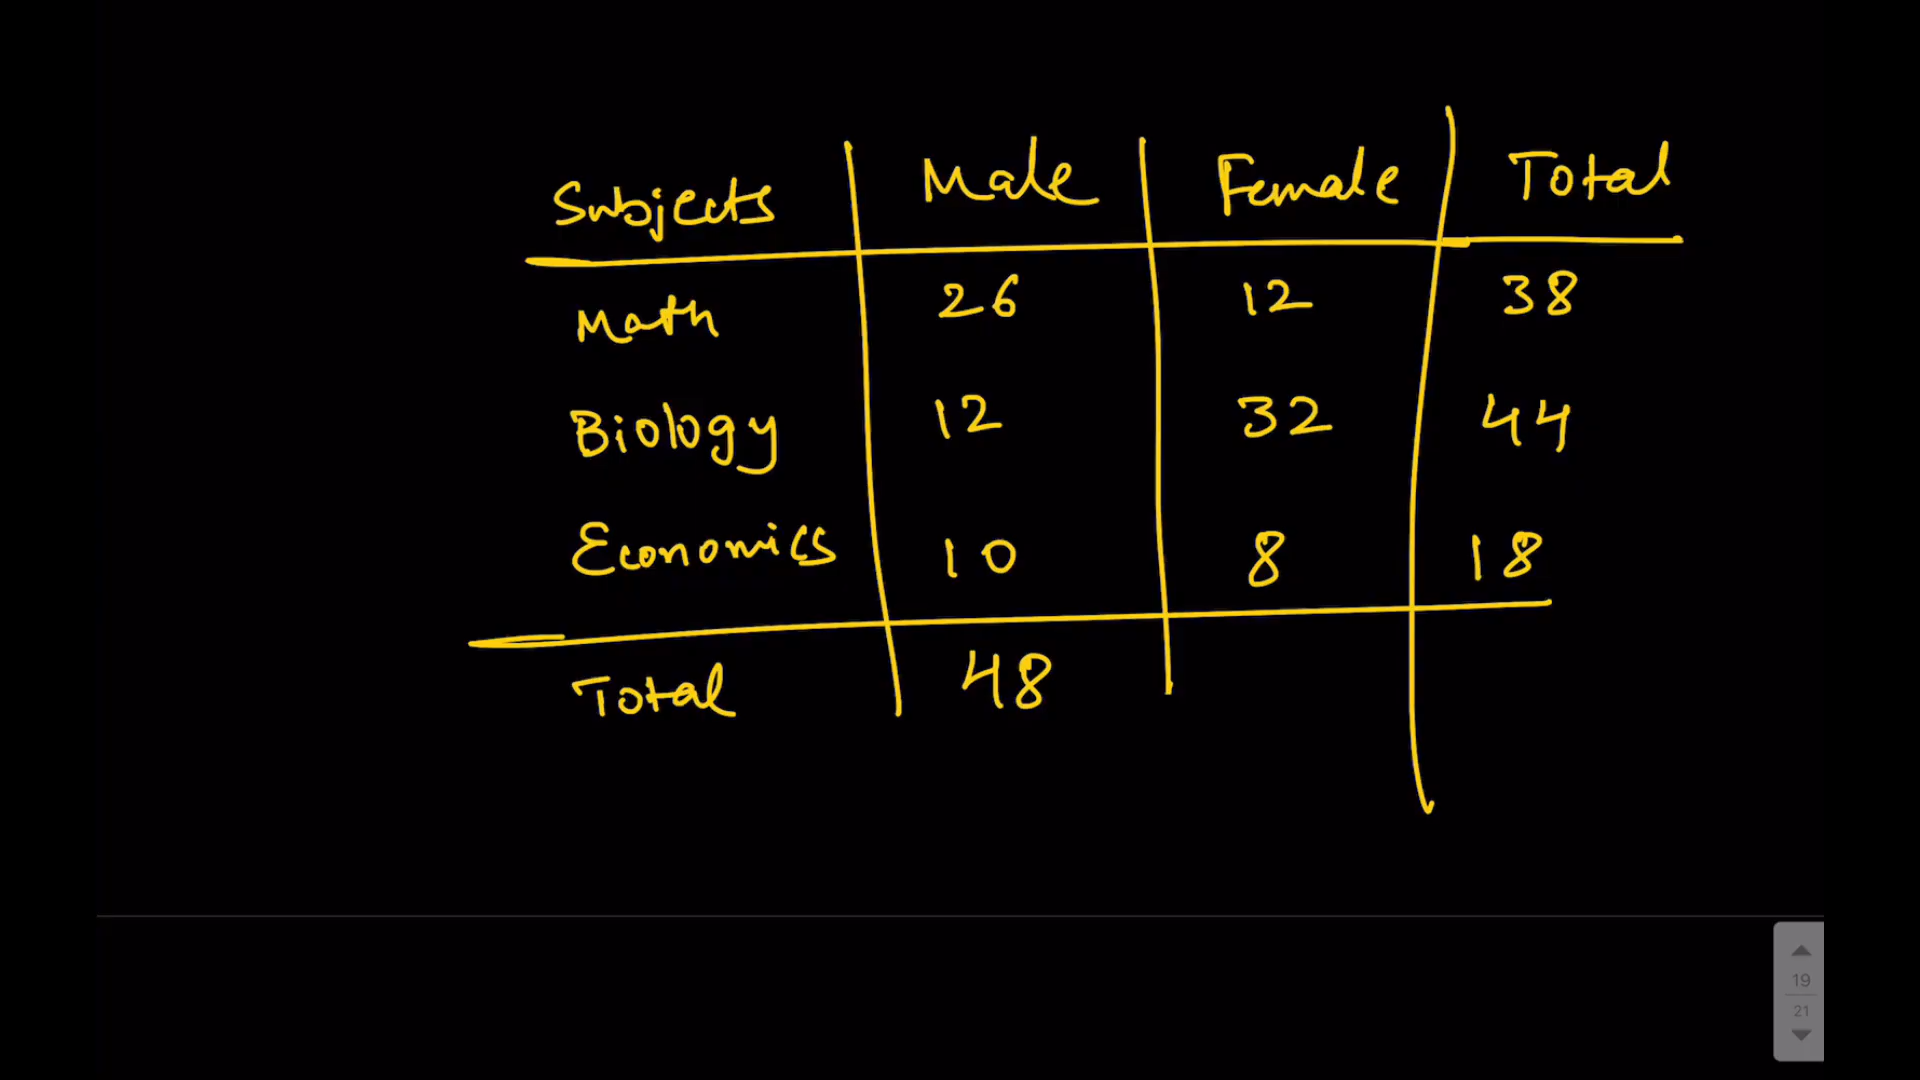 Subjects Male Female Total
Math 26 12 38
Biology 12 32 44
Economics 10 8 18
Total 48
19
21